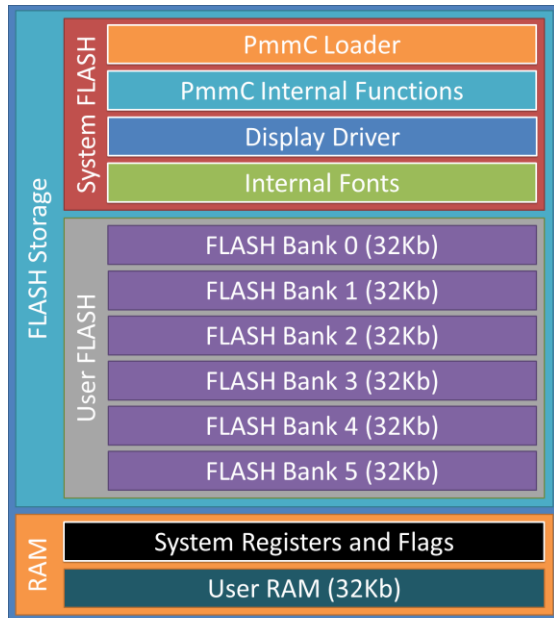 FLASH Storage
System FLASH
PmmC Loader
PmmC Internal Functions
Display Driver
Internal Fonts
User FLASH
FLASH Bank 0 (32Kb)
FLASH Bank 1 (32Kb)
FLASH Bank 2 (32Kb)
FLASH Bank 3 (32Kb)
FLASH Bank 4 (32Kb)
FLASH Bank 5 (32Kb)
RAM
System Registers and Flags
User RAM (32Kb)